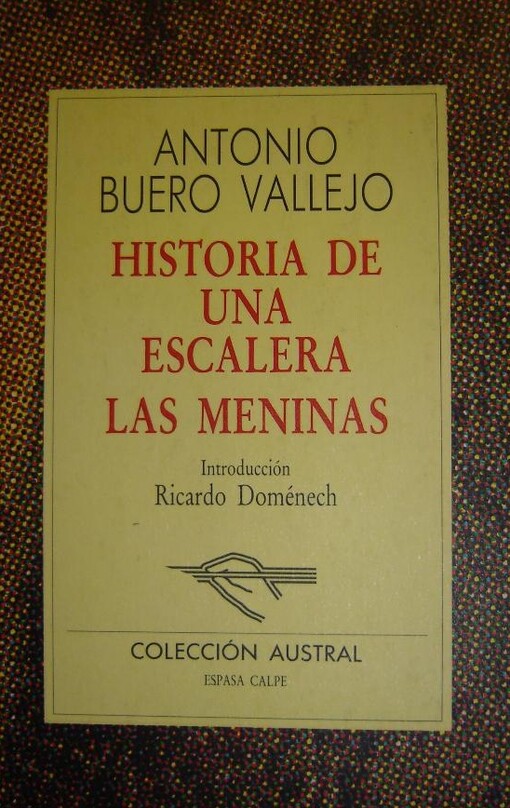 ANTONIO
BUERO VALLEJO
HISTORIA DE
UNA
ESCALERA
LAS MENINAS
Introducción
Ricardo Doménech
COLECCIÓN AUSTRAL
ESPASA CALPE